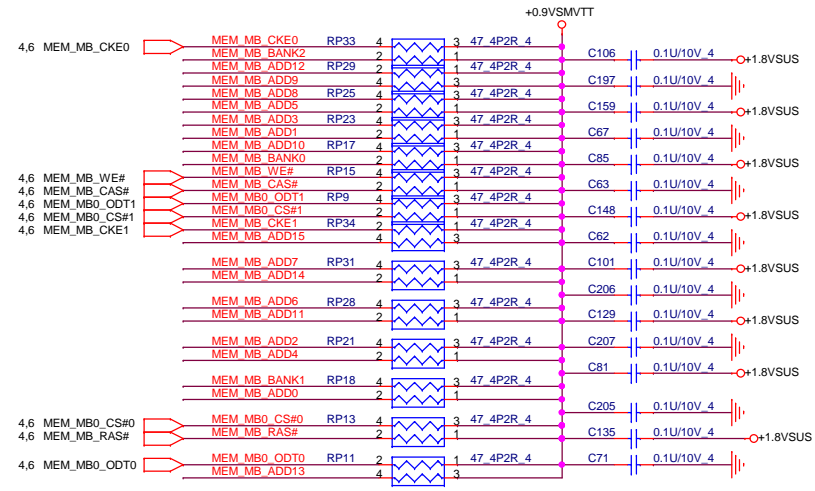 +0.9VSMVTT
4,6 MEM_MB_CKE0 MEM_MB_CKE0 RP33 4 3 47_4P2R_4
MEM_MB_BANK2 2 1 C106 0.1U/10V_4 +1.8VSUS
MEM_MB_ADD12 RP29 2 1 47_4P2R_4
MEM_MB_ADD9 4 3 C197 0.1U/10V_4
MEM_MB_ADD8 RP25 4 3 47_4P2R_4
MEM_MB_ADD5 2 1 C159 0.1U/10V_4 +1.8VSUS
MEM_MB_ADD3 RP23 4 3 47_4P2R_4
MEM_MB_ADD1 2 1 C67 0.1U/10V_4
MEM_MB_ADD10 RP17 4 3 47_4P2R_4
MEM_MB_BANK0 2 1 C85 0.1U/10V_4 +1.8VSUS
4,6 MEM_MB_WE# MEM_MB_WE# RP15 4 3 47_4P2R_4
4,6 MEM_MB_CAS# MEM_MB_CAS# 2 1 C63 0.1U/10V_4
4,6 MEM_MB0_ODT1 MEM_MB0_ODT1 RP9 4 3 47_4P2R_4
4,6 MEM_MB0_CS#1 MEM_MB0_CS#1 2 1 C148 0.1U/10V_4 +1.8VSUS
4,6 MEM_MB_CKE1 MEM_MB_CKE1 RP34 2 1 47_4P2R_4
MEM_MB_ADD15 4 3 C62 0.1U/10V_4
MEM_MB_ADD7 RP31 4 3 47_4P2R_4 C101 0.1U/10V_4 +1.8VSUS
MEM_MB_ADD14 2 1
C206 0.1U/10V_4
MEM_MB_ADD6 RP28 4 3 47_4P2R_4
MEM_MB_ADD11 2 1 C129 0.1U/10V_4 +1.8VSUS
MEM_MB_ADD2 RP21 4 3 47_4P2R_4 C207 0.1U/10V_4
MEM_MB_ADD4 2 1
C81 0.1U/10V_4 +1.8VSUS
MEM_MB_BANK1 RP18 4 3 47_4P2R_4
MEM_MB_ADD0 2 1
C205 0.1U/10V_4
4,6 MEM_MB0_CS#0 MEM_MB0_CS#0 RP13 4 3 47_4P2R_4
4,6 MEM_MB_RAS# MEM_MB_RAS# 2 1 C135 0.1U/10V_4 +1.8VSUS
4,6 MEM_MB0_ODT0 MEM_MB0_ODT0 RP11 2 1 47_4P2R_4 C71 0.1U/10V_4
MEM_MB_ADD13 4 3